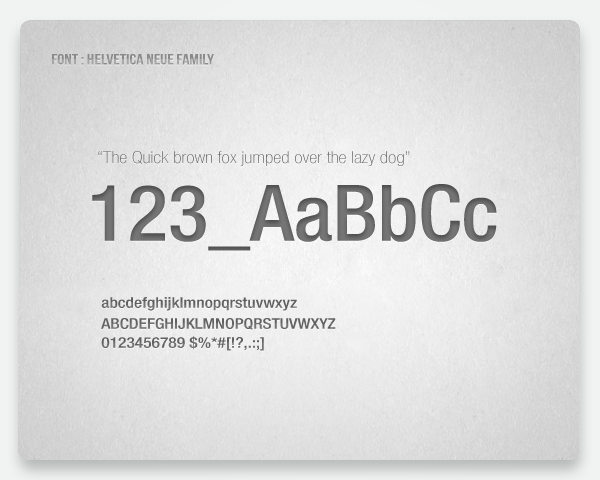 FONT : HELVETICA NEUE FAMILY
“The Quick brown fox jumped over the lazy dog”
123_AaBbCc
abcdefghijklmnopqrstuvwxyz
ABCDEFGHIJKLMNOPQRSTUVWXYZ
0123456789 $%*#[!?,.:;]